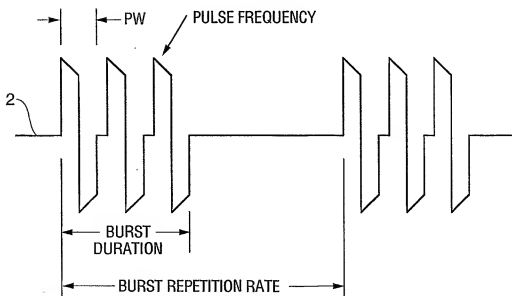 PW
PULSE FREQUENCY
2
BURST
DURATION
BURST REPETITION RATE